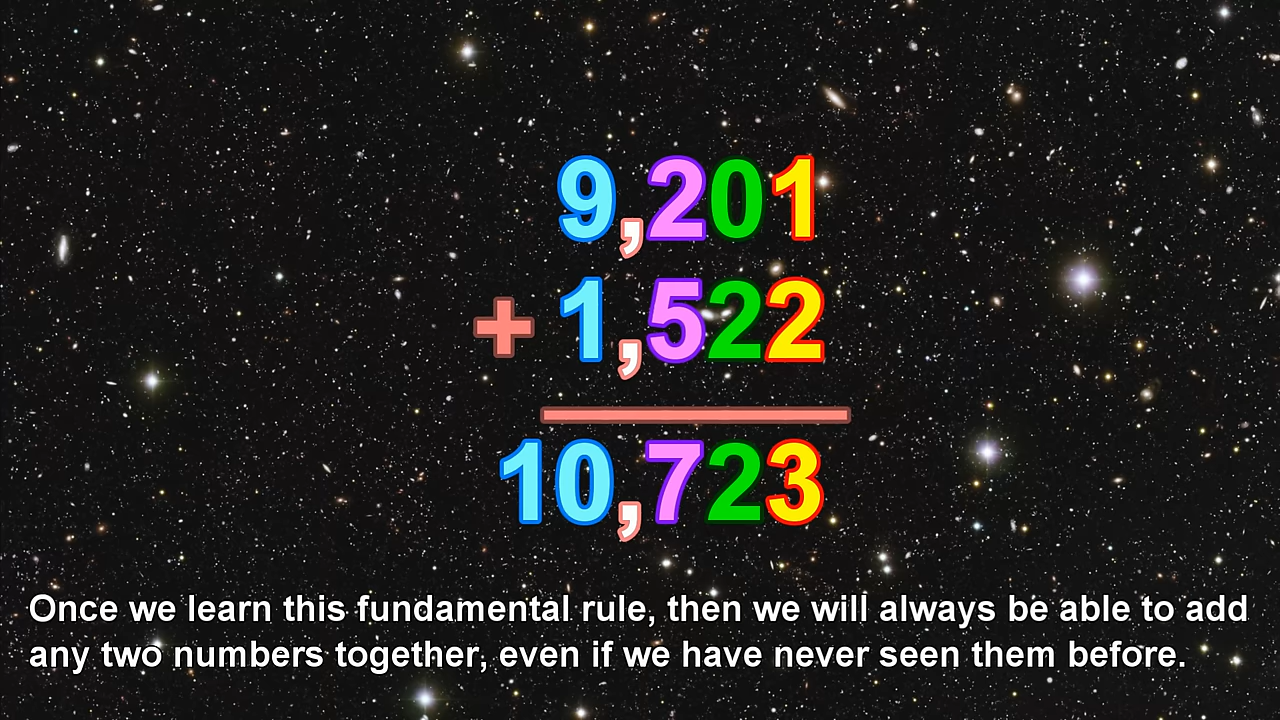 9,201
+ 1,522
10,723
Once we learn this fundamental rule, then we will always be able to add
any two numbers together, even if we have never seen them before.